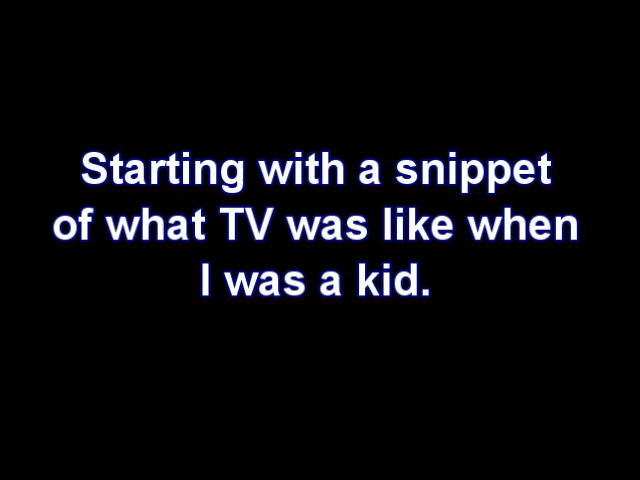 Starting with a snippet
of what TV was like when
I was a kid.